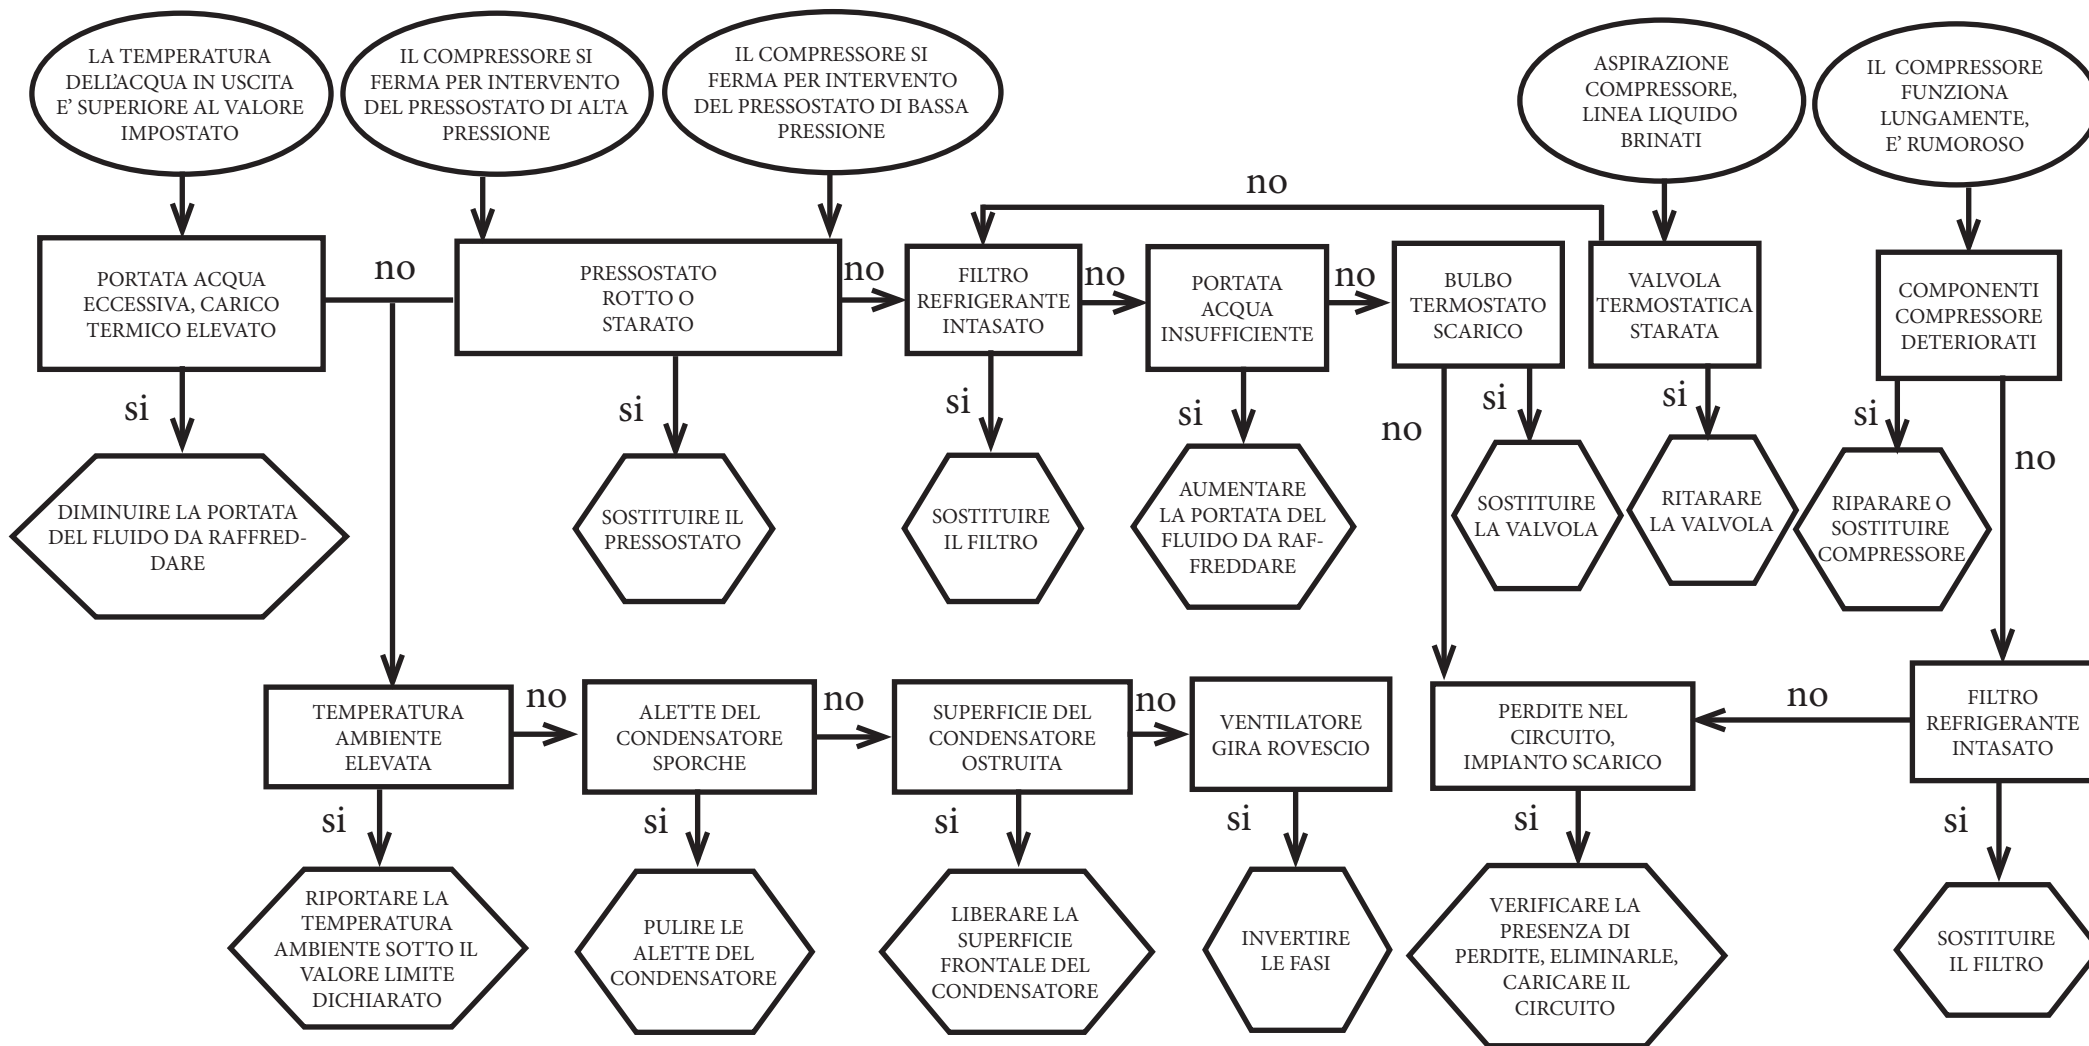 LA TEMPERATURA
DELL'ACQUA IN USCITA
E' SUPERIORE AL VALORE
IMPOSTATO
IL COMPRESSORE SI
FERMA PER INTERVENTO
DEL PRESSOSTATO DI ALTA
PRESSIONE
IL COMPRESSORE SI
FERMA PER INTERVENTO
DEL PRESSOSTATO DI BASSA
PRESSIONE
ASPIRAZIONE
COMPRESSORE,
LINEA LIQUIDO
BRINATI
IL COMPRESSORE
FUNZIONA
LUNGAMENTE,
E' RUMOROSO
no
PORTATA ACQUA
ECCESSIVA, CARICO
TERMICO ELEVATO
no
PRESSOSTATO
ROTTO O
STARATO
no
FILTRO
REFRIGERANTE
INTASATO
no
PORTATA
ACQUA
INSUFFICIENTE
no
BULBO
TERMOSTATO
SCARICO
VALVOLA
TERMOSTATICA
STARATA
COMPONENTI
COMPRESSORE
DETERIORATI
si
si
si
si
no
si
si
si
no
DIMINUIRE LA PORTATA
DEL FLUIDO DA RAFFRED-
DARE
SOSTITUIRE IL
PRESSOSTATO
SOSTITUIRE
IL FILTRO
AUMENTARE
LA PORTATA DEL
FLUIDO DA RAF-
FREDDARE
SOSTITUIRE
LA VALVOLA
RITARARE
LA VALVOLA
RIPARARE O
SOSTITUIRE
COMPRESSORE
TEMPERATURA
AMBIENTE
ELEVATA
no
ALETTE DEL
CONDENSATORE
SPORCHE
no
SUPERFICIE DEL
CONDENSATORE
OSTRUITA
no
VENTILATORE
GIRA ROVESCIO
PERDITE NEL
CIRCUITO,
IMPIANTO SCARICO
no
FILTRO
REFRIGERANTE
INTASATO
si
si
si
si
si
si
RIPORTARE LA
TEMPERATURA
AMBIENTE SOTTO IL
VALORE LIMITE
DICHIARATO
PULIRE LE
ALETTE DEL
CONDENSATORE
LIBERARE LA
SUPERFICIE
FRONTALE DEL
CONDENSATORE
INVERTIRE
LE FASI
VERIFICARE LA
PRESENZA DI
PERDITE, ELIMINARLE,
CARICARE IL
CIRCUITO
SOSTITUIRE
IL FILTRO